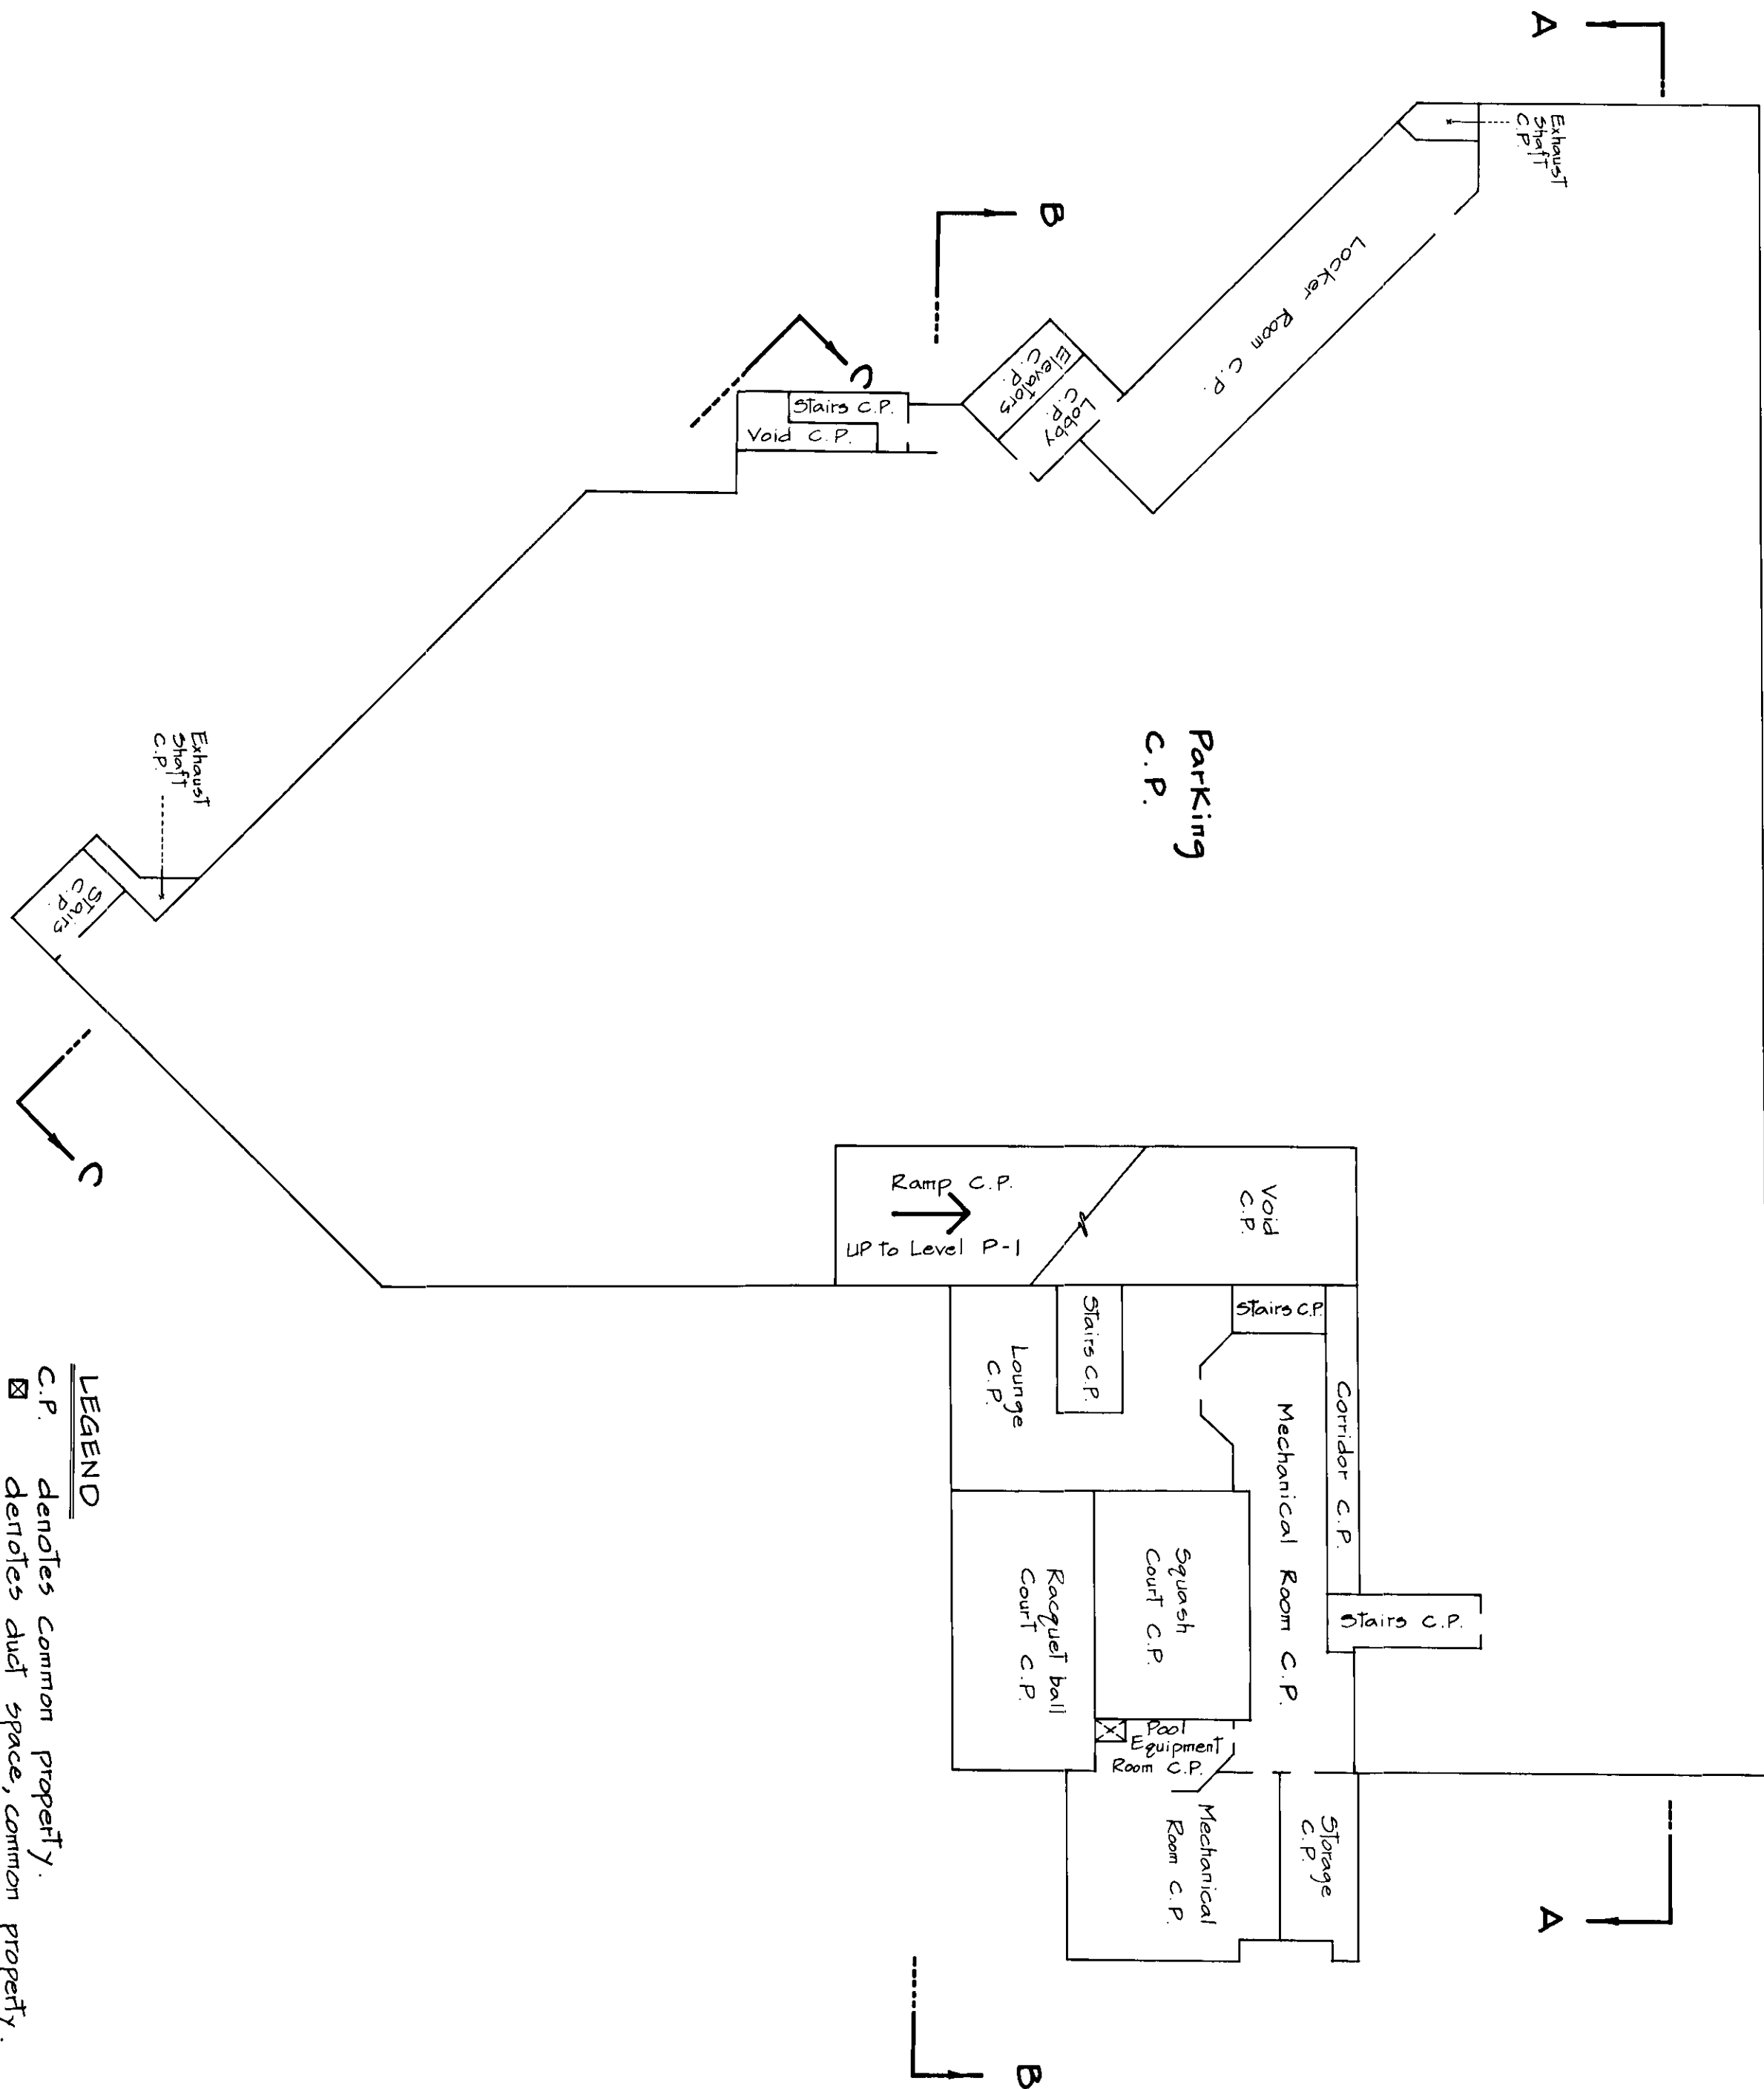 A
Exhaust
Shaft
C.P.
B
Locker Room C.P.
Elevators
C.P.
Lobby
C.P.
C
Stairs C.P.
Void C.P.
Parking
C.P.
Exhaust
Shaft
C.P.
Stairs
C.P.
C
Ramp C.P.
UP to Level P-1
Void
C.P.
Stairs C.P.
Stairs C.P.
Lounge
C.P.
Corridor C.P.
Mechanical Room C.P.
Stairs C.P.
Squash
Court C.P.
Racquet ball
Court C.P.
Pool
Equipment
Room C.P.
Mechanical
Room C.P.
Storage
C.P.
A
B
LEGEND
C.P. denotes common property.
☒ denotes duct space, common property.